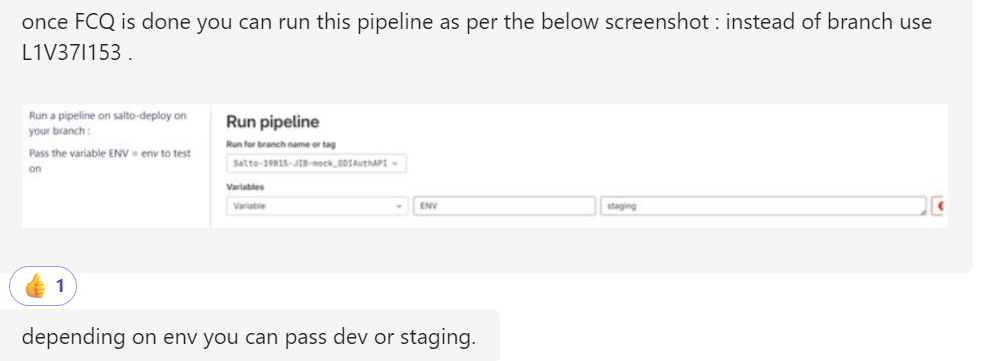 once FCQ is done you can run this pipeline as per the below screenshot : instead of branch use
L1V37I153 .
Run a pipeline on salto-deploy on
your branch :
Pass the variable ENV = env to test
on
Run pipeline
Run for branch name or tag
Salto-19815-JIB-mock_ODIAuthAPI
Variables
Variable ENV staging
1
depending on env you can pass dev or staging.